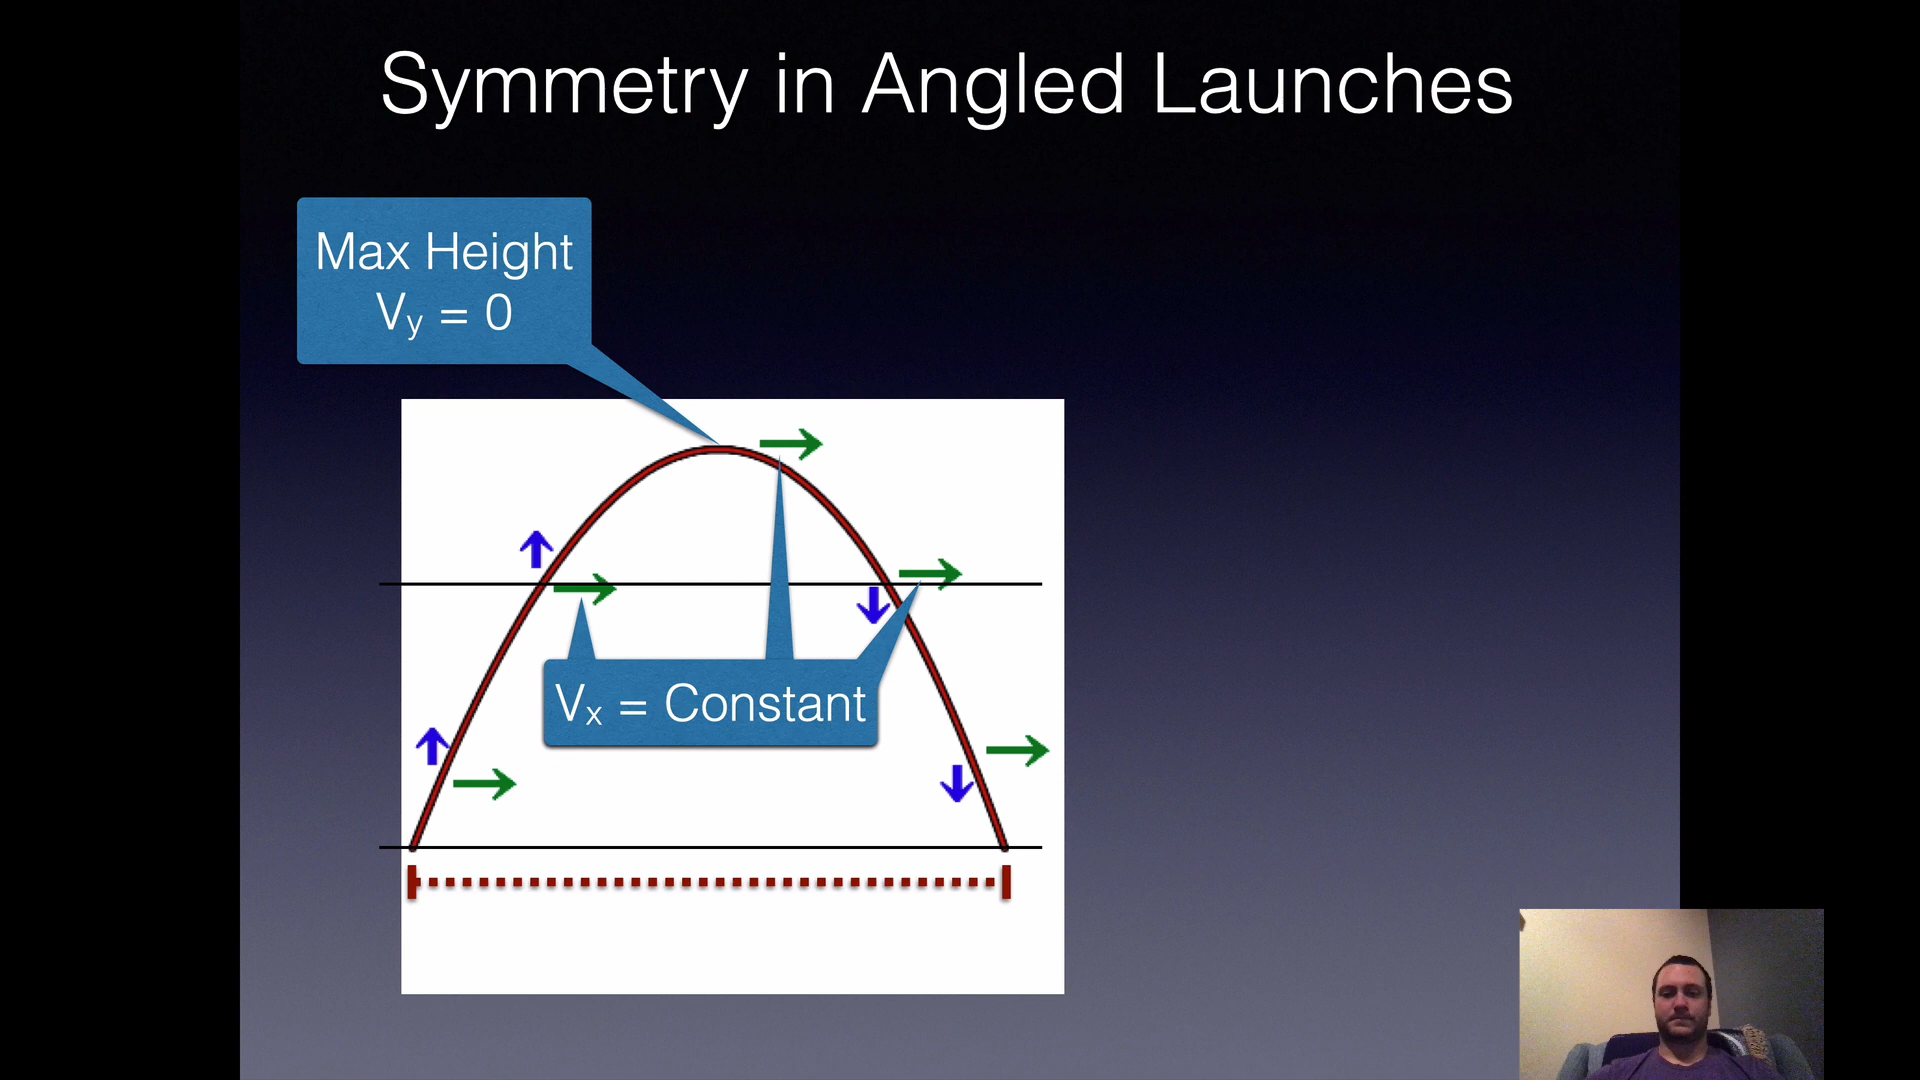 Symmetry in Angled Launches
Max Height
Vy = 0
Vx = Constant